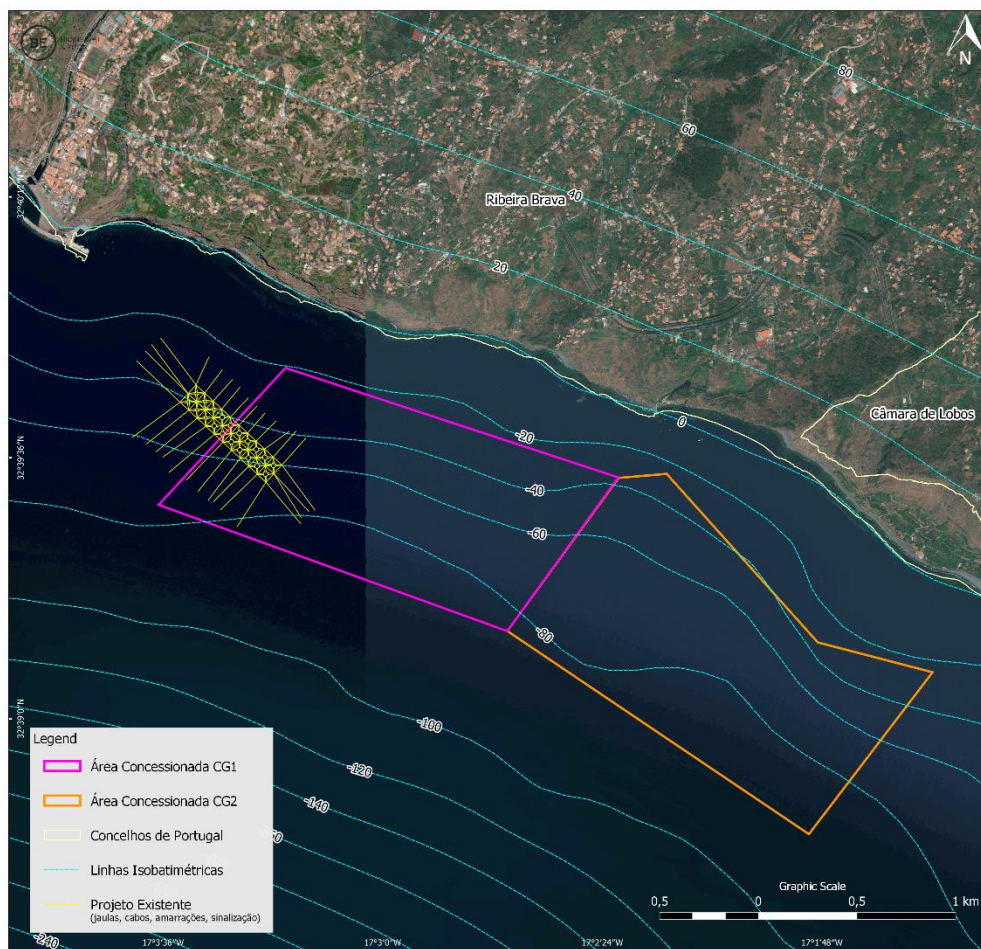 BE
N
80
60
40
20
0
Ribeira Brava
Câmara de Lobos
32°39'36"N
32°39'0"N
-20
-40
-60
-80
-100
-120
-140
-240
Legend
Área Concessionada CG1
Área Concessionada CG2
Concelhos de Portugal
Linhas Isobatimétricas
Projeto Existente
(jaulas, cabos, amarrações, sinalização)
Graphic Scale
0,5 0 0,5 1 km
17°3'36"W 17°3'0"W 17°2'24"W 17°1'48"W